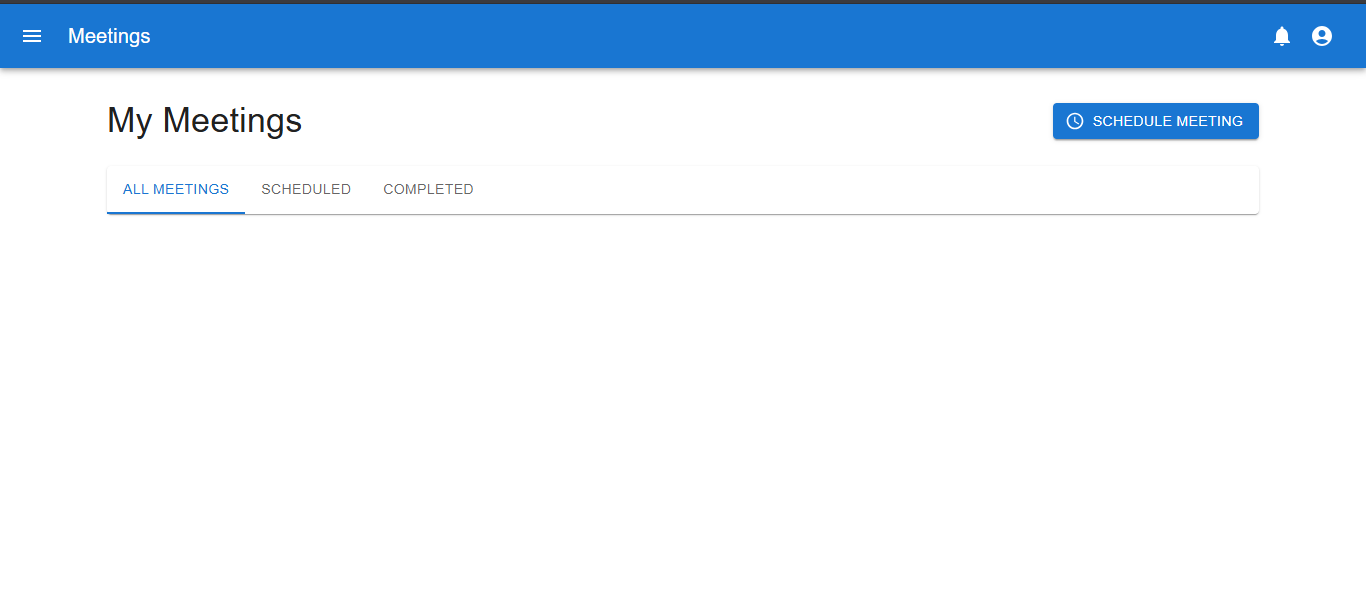 Meetings
My Meetings
SCHEDULE MEETING
ALL MEETINGS SCHEDULED COMPLETED